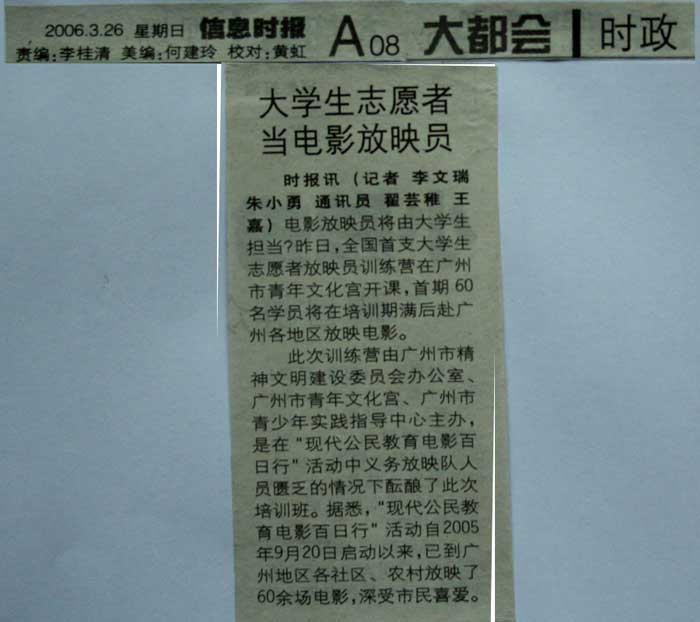 2006.3.26 星期日 信息时报 A08 大都会 时政
责编:李桂清 美编:何建玲 校对:黄虹
大学生志愿者
当电影放映员
时报讯(记者 李文瑞
朱小勇 通讯员 翟芸稚 王
嘉)电影放映员将由大学生
担当?昨日,全国首支大学生
志愿者放映员训练营在广州
市青年文化宫开课,首期60
名学员将在培训期满后赴广
州各地区放映电影。
此次训练营由广州市精
神文明建设委员会办公室、
广州市青年文化宫、广州市
青少年实践指导中心主办,
是在"现代公民教育电影百
日行"活动中义务放映队人
员匮乏的情况下酝酿了此次
培训班。据悉,"现代公民教
育电影百日行"活动自2005
年9月20日启动以来,已到广
州地区各社区、农村放映了
60余场电影,深受市民喜爱。